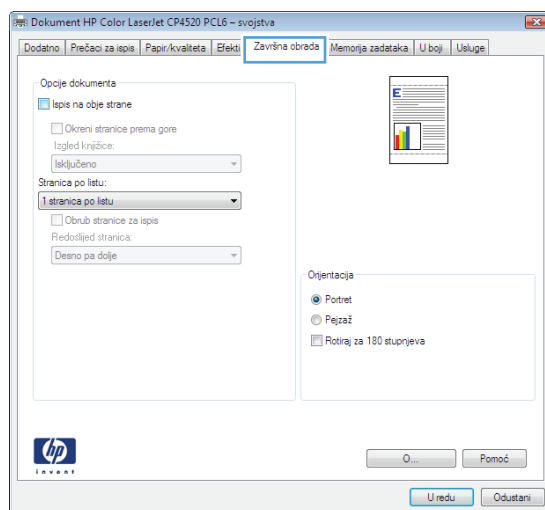 Dokument HP Color LaserJet CP4520 PCL6 – svojstva
Dodatno Prečaci za ispis Papir/kvaliteta Efekti Završna obrada Memorija zadataka U boji Usluge
Opcije dokumenta
Ispis na obje strane
Okreni stranice prema gore
Izgled knjižice:
Isključeno
Stranica po listu:
1 stranica po listu
Obrub stranice za ispis
Redoslijed stranica:
Desno pa dolje
E
Orijentacija
Portret
Pejzaž
Rotiraj za 180 stupnjeva
hp
invent
O... Pomoć
U redu Odustani